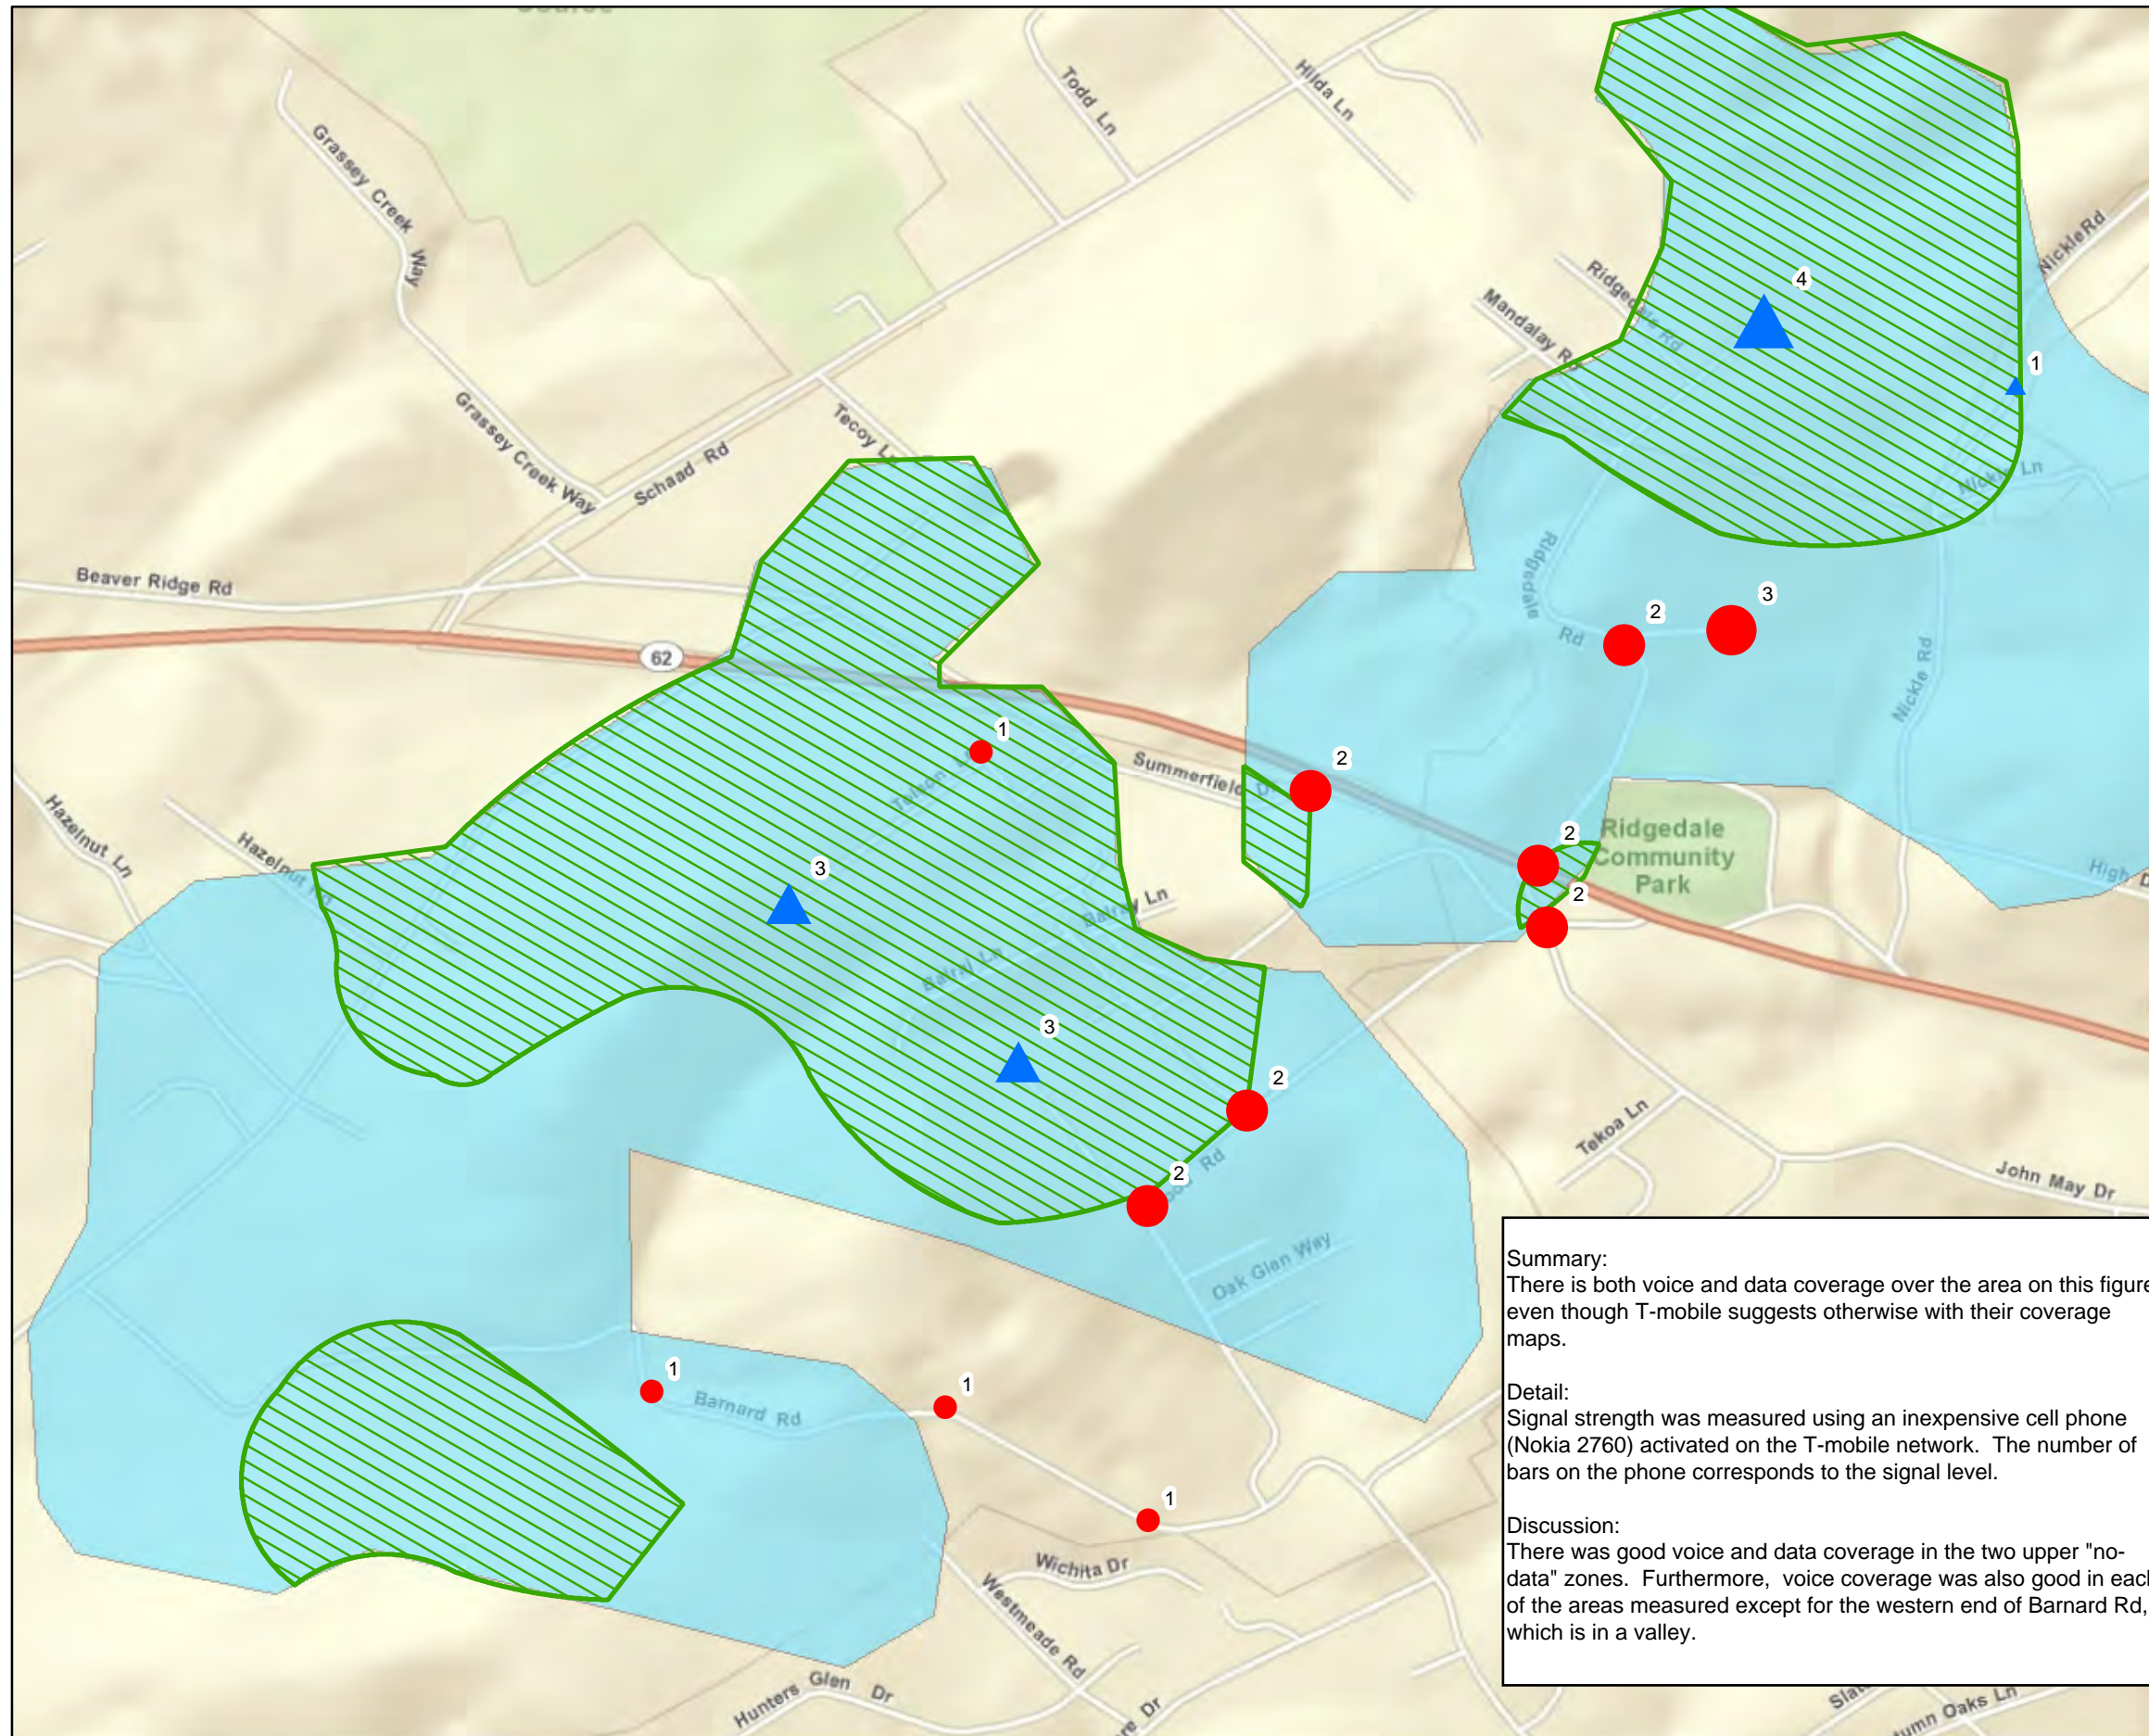 Todd Ln
Hilda Ln
Grassey Creek Way
4
Nickle Rd
Mandalay
1
Grassey Creek Way
Schaad Rd
Tecoy
Nickle Ln
Beaver Ridge Rd
62
Ridgedale Rd
2
3
Nickle Rd
1
Summerfield
2
Hazelnut Ln
Hazelnut
3
2
Ridgedale
Community
Park
2
High
Balraj Ln
Balraj Ln
3
2
Tekoa Ln
John May Dr
2
Rd
Oak Glen Way
1
Barnard Rd
1
1
Wichita Dr
Westmeade Rd
Hunters Glen Dr
Oaks Ln
Summary:
There is both voice and data coverage over the area on this figure
even though T-mobile suggests otherwise with their coverage
maps.
Detail:
Signal strength was measured using an inexpensive cell phone
(Nokia 2760) activated on the T-mobile network. The number of
bars on the phone corresponds to the signal level.
Discussion:
There was good voice and data coverage in the two upper "no-
data" zones. Furthermore, voice coverage was also good in each
of the areas measured except for the western end of Barnard Rd,
which is in a valley.